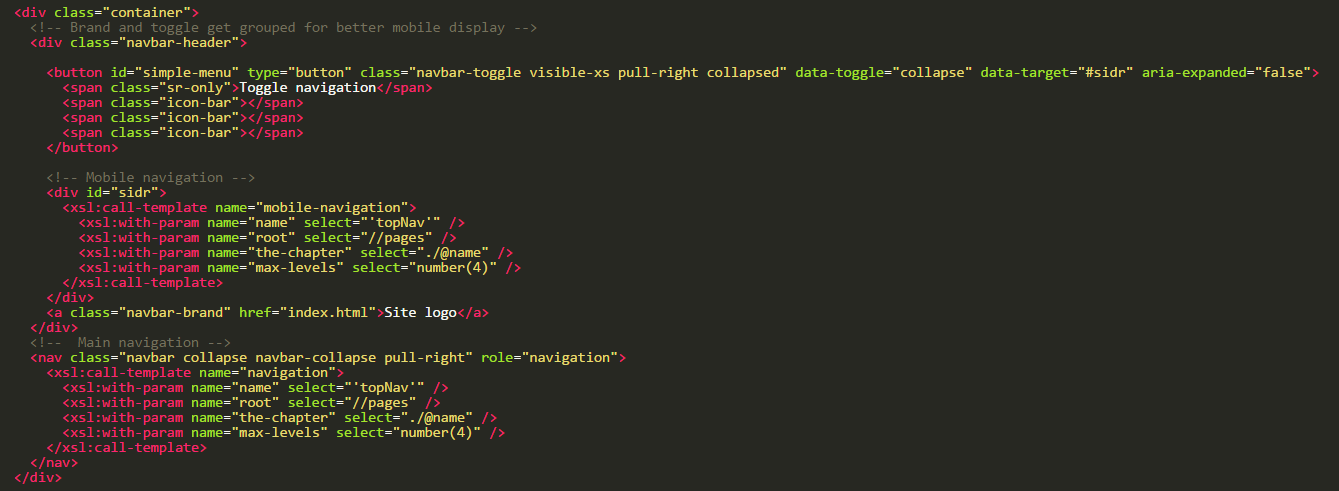 <div class="container">
<!-- Brand and toggle get grouped for better mobile display -->
<div class="navbar-header">
<button id="simple-menu" type="button" class="navbar-toggle visible-xs pull-right collapsed" data-toggle="collapse" data-target="#sidr" aria-expanded="false">
<span class="sr-only">Toggle navigation</span>
<span class="icon-bar"></span>
<span class="icon-bar"></span>
<span class="icon-bar"></span>
</button>
<!-- Mobile navigation -->
<div id="sidr">
<xsl:call-template name="mobile-navigation">
<xsl:with-param name="name" select="'topNav'" />
<xsl:with-param name="root" select="//pages" />
<xsl:with-param name="the-chapter" select="./@name" />
<xsl:with-param name="max-levels" select="number(4)" />
</xsl:call-template>
</div>
<a class="navbar-brand" href="index.html">Site logo</a>
</div>
<!--  Main navigation -->
<nav class="navbar collapse navbar-collapse pull-right" role="navigation">
<xsl:call-template name="navigation">
<xsl:with-param name="name" select="'topNav'" />
<xsl:with-param name="root" select="//pages" />
<xsl:with-param name="the-chapter" select="./@name" />
<xsl:with-param name="max-levels" select="number(4)" />
</xsl:call-template>
</nav>
</div>